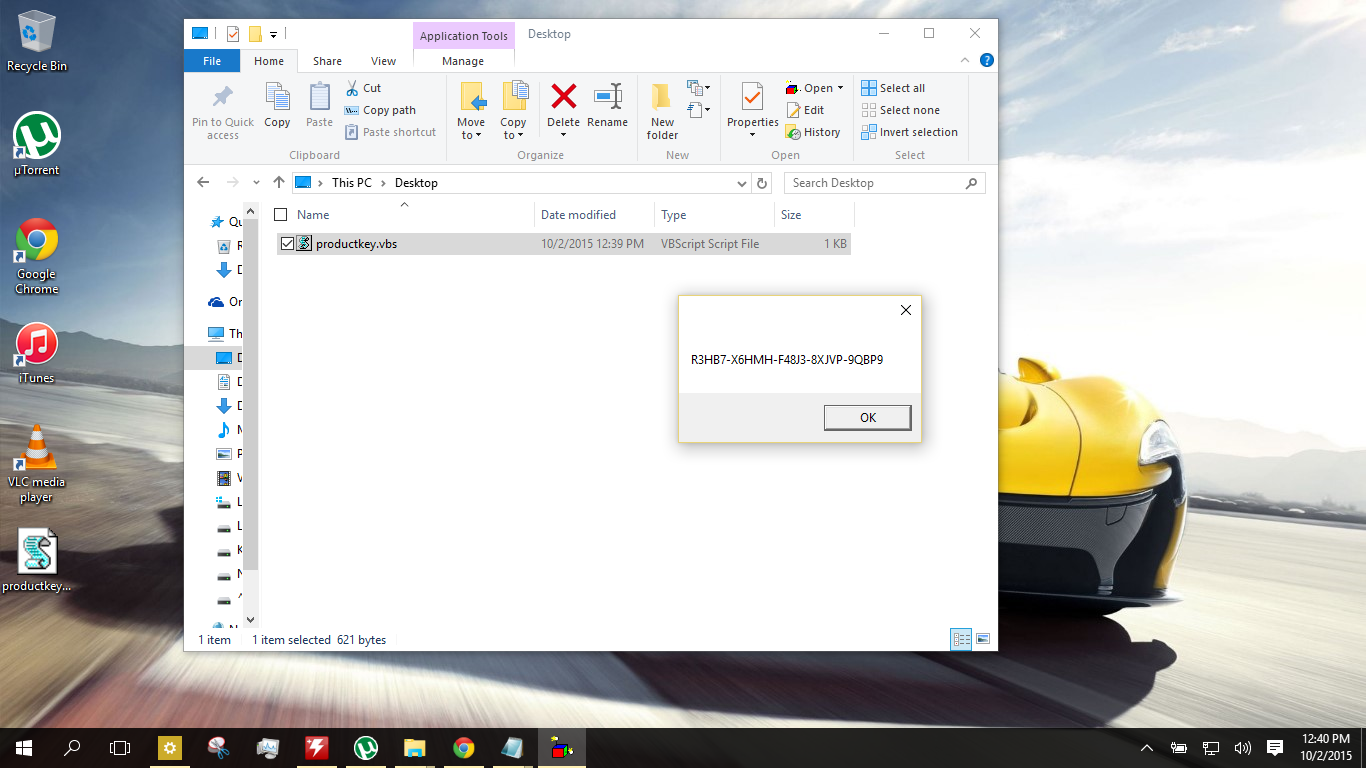 Recycle Bin
µTorrent
Google
Chrome
iTunes
VLC media
player
productkey...
Application Tools
Desktop
File
Home
Share
View
Manage
Pin to Quick
access
Copy
Paste
Cut
Copy path
Paste shortcut
Clipboard
Move
to
Copy
to
Delete
Rename
Organize
New
folder
New
Properties
Open
Edit
History
Open
Select all
Select none
Invert selection
Select
This PC
Desktop
Search Desktop
Name
Date modified
Type
Size
productkey.vbs
10/2/2015 12:39 PM
VBScript Script File
1 KB
R3HB7-X6HMH-F48J3-8XJVP-9QBP9
OK
1 item
1 item selected 621 bytes
12:40 PM
10/2/2015